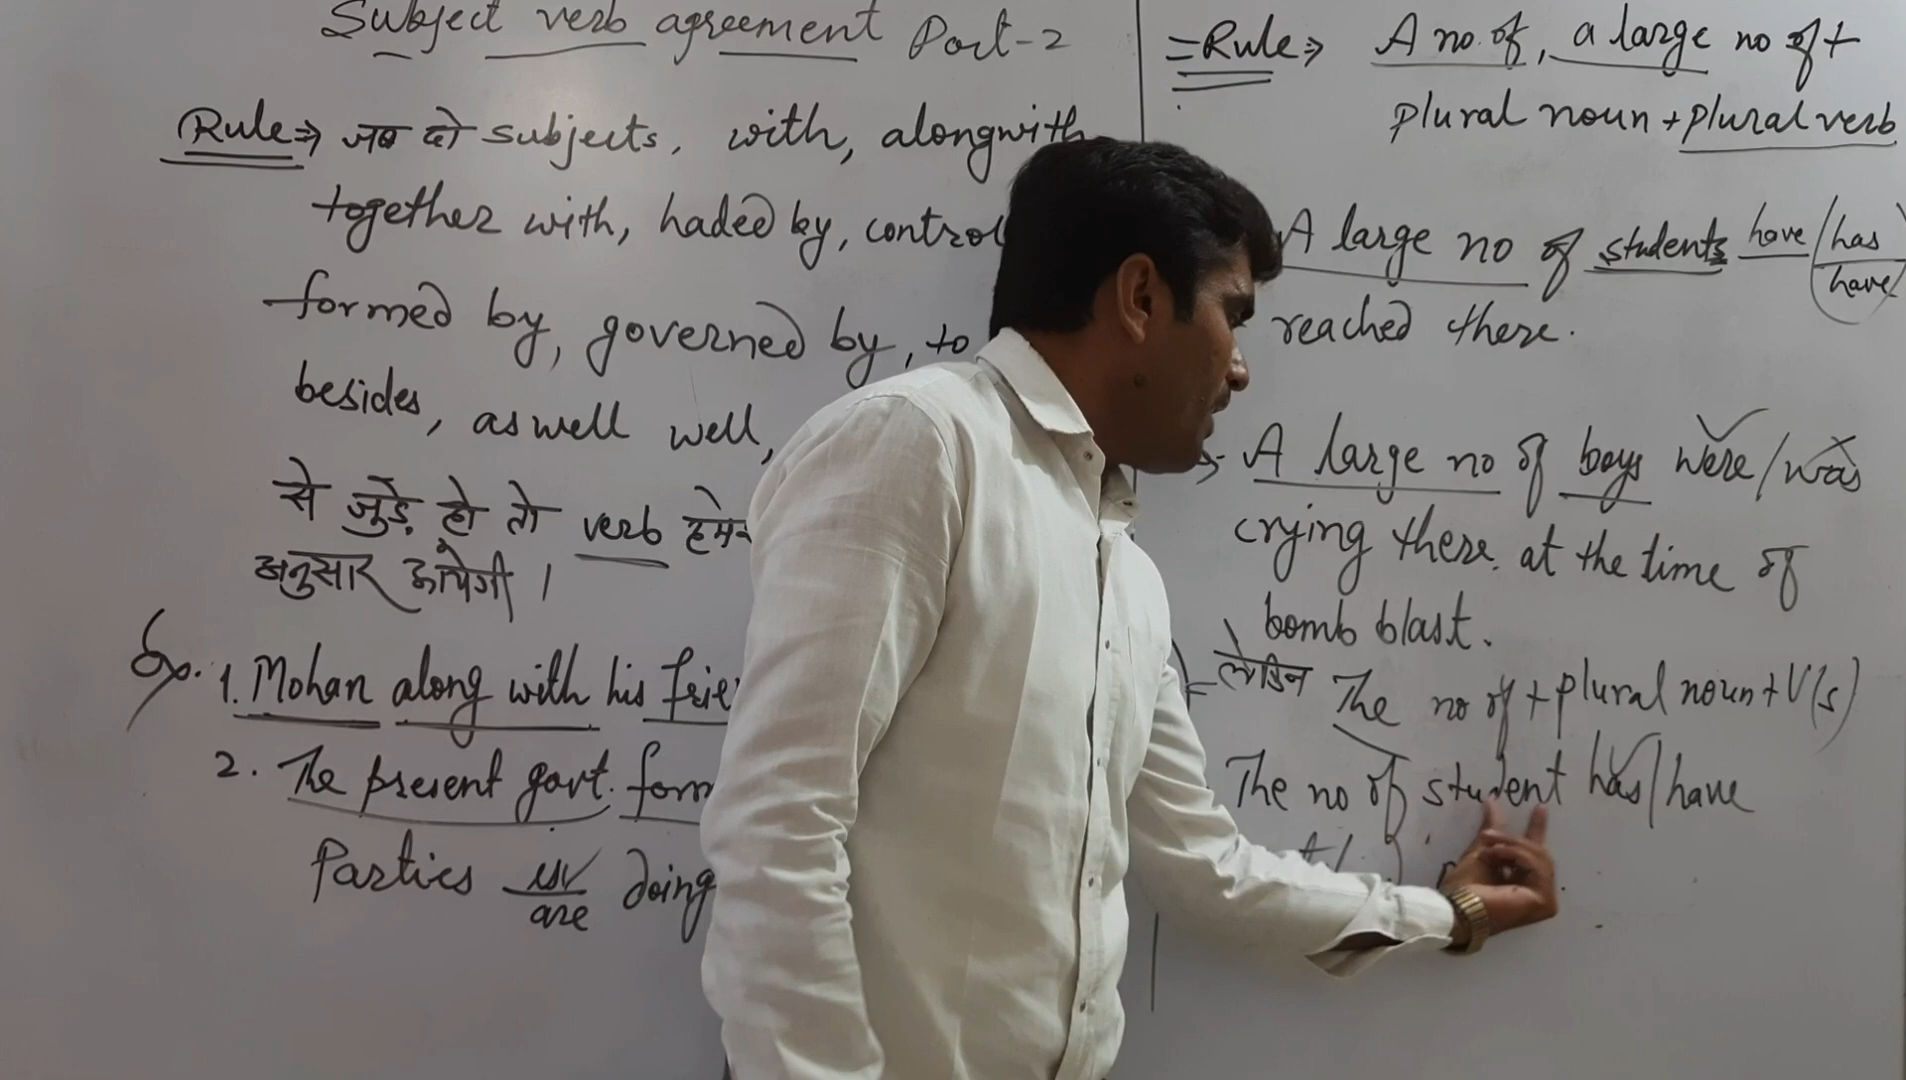 Subject verb agreement Part-2
Rule⇒ जब दो subjects, with, alongwith
together with, haded by, control
formed by, governed by, to
besides, as well well,
से जुड़े हो तो verb हमे
अनुसार आयेगी ।
Ex. 1. Mohan along with his frie
2. The present govt. form
Parties is/are doing
=Rule⇒ A no. of, a large no of +
plural noun + plural verb
A large no of students have/has
have
reached there.
A large no of boys were/was
crying there at the time of
bomb blast.
लेकिन The no of + plural noun + V(s)
The no of student has/have